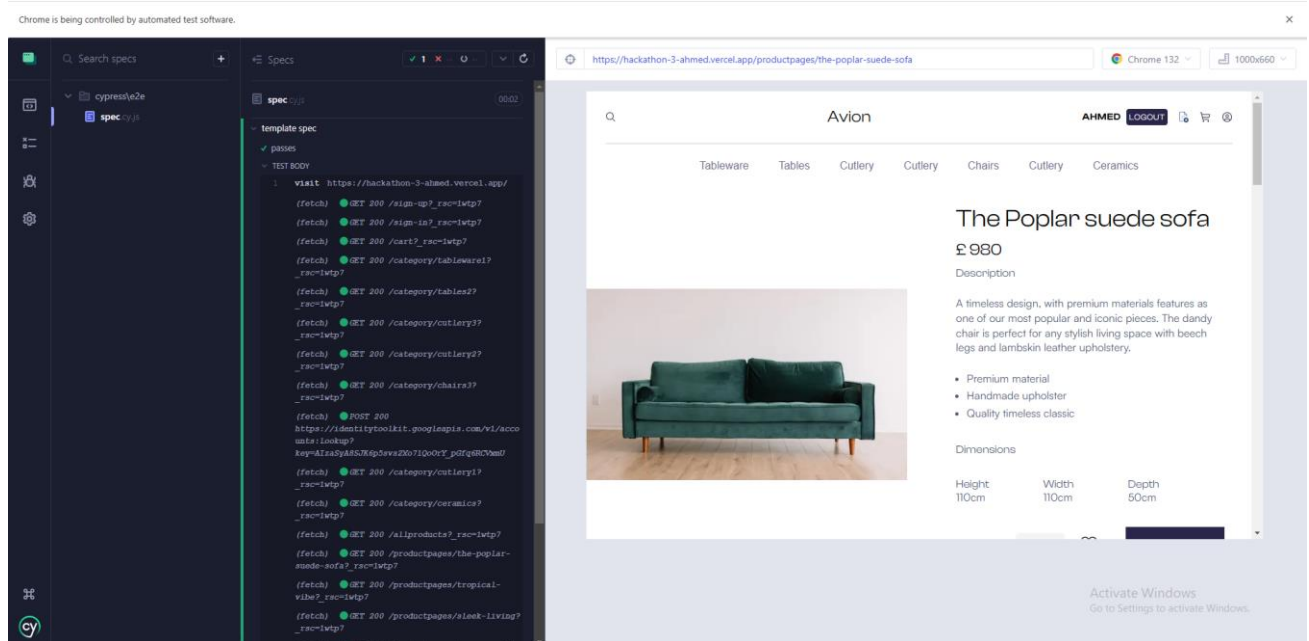 Chrome is being controlled by automated test software.
Search specs
+
cypress\e2e
spec.cy.js
Specs
1
spec.cy.js
00:02
template spec
passes
TEST BODY
1 visit https://hackathon-3-ahmed.vercel.app/
(fetch) GET 200 /sign-up?_rsc=1wtp7
(fetch) GET 200 /sign-in?_rsc=1wtp7
(fetch) GET 200 /cart?_rsc=1wtp7
(fetch) GET 200 /category/tableware1?
_rsc=1wtp7
(fetch) GET 200 /category/tables2?
_rsc=1wtp7
(fetch) GET 200 /category/cutlery3?
_rsc=1wtp7
(fetch) GET 200 /category/cutlery2?
_rsc=1wtp7
(fetch) GET 200 /category/chairs3?
_rsc=1wtp7
(fetch) POST 200
https://identitytoolkit.googleapis.com/v1/acco
unts:lookup?
(fetch) GET 200 /category/cutlery1?
_rsc=1wtp7
(fetch) GET 200 /category/ceramics?
_rsc=1wtp7
(fetch) GET 200 /allproducts?_rsc=1wtp7
(fetch) GET 200 /productpages/the-poplar-
suede-sofa?_rsc=1wtp7
(fetch) GET 200 /productpages/tropical-
vibe?_rsc=1wtp7
(fetch) GET 200 /productpages/sleek-living?
_rsc=1wtp7
cy
https://hackathon-3-ahmed.vercel.app/productpages/the-poplar-suede-sofa
Chrome 132
1000x660
Avion
AHMED LOGOUT
Tableware Tables Cutlery Cutlery Chairs Cutlery Ceramics
The Poplar suede sofa
£ 980
Description
A timeless design, with premium materials features as
one of our most popular and iconic pieces. The dandy
chair is perfect for any stylish living space with beech
legs and lambskin leather upholstery.
• Premium material
• Handmade upholster
• Quality timeless classic
Dimensions
Height Width Depth
110cm 110cm 50cm
Activate Windows
Go to Settings to activate Windows.